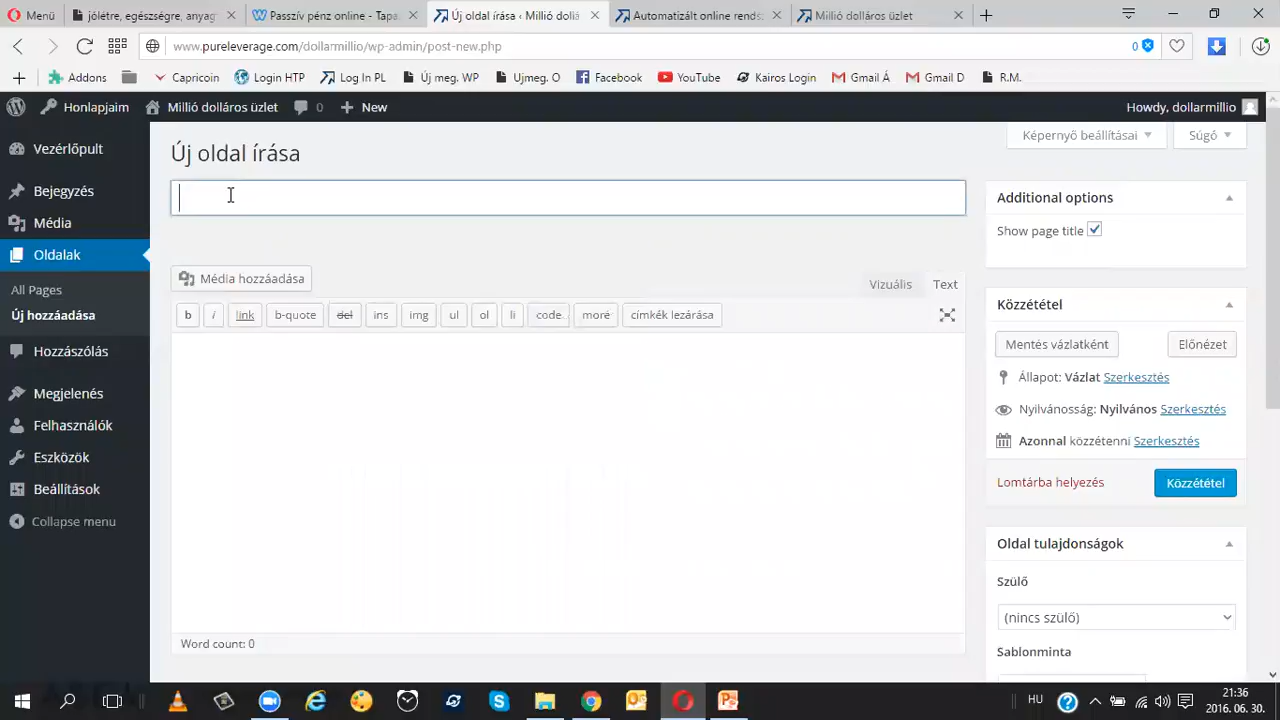 Menü
jólétre, egészségre, anyag
Passzív pénz online - Tapa
Új oldal írása ‹ Millió dollá
Automatizált online rends
Millió dolláros üzlet
www.pureleverage.com/dollarmillio/wp-admin/post-new.php
0
Addons
Capricoin
Login HTP
Log In PL
Új meg. WP
Ujmeg. O
Facebook
YouTube
Kairos Login
Gmail Á
Gmail D
R.M.
Honlapjaim
Millió dolláros üzlet
0
New
Howdy, dollarmillio
Képernyő beállításai
Súgó
Vezérlőpult
Bejegyzés
Média
Oldalak
All Pages
Új hozzáadása
Hozzászólás
Megjelenés
Felhasználók
Eszközök
Beállítások
Collapse menu
Új oldal írása
Média hozzáadása
Vizuális
Text
b
i
link
b-quote
del
ins
img
ul
ol
li
code
more
címkék lezárása
Word count: 0
Additional options
Show page title
Közzététel
Mentés vázlatként
Előnézet
Állapot: Vázlat Szerkesztés
Nyilvánosság: Nyilvános Szerkesztés
Azonnal közzétenni Szerkesztés
Lomtárba helyezés
Közzététel
Oldal tulajdonságok
Szülő
(nincs szülő)
Sablonminta
HU
21:36
2016. 06. 30.